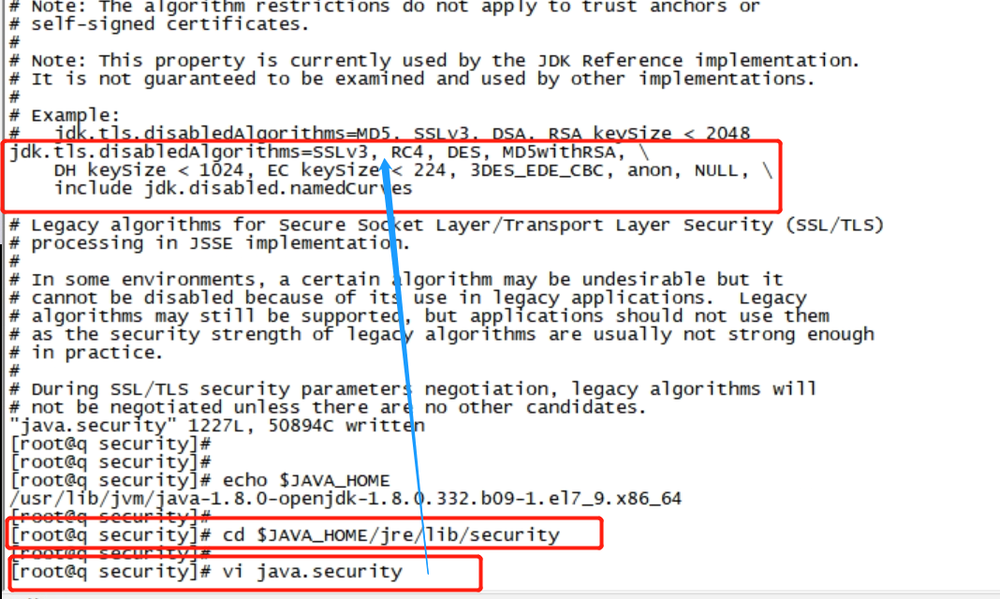 # Note: The algorithm restrictions do not apply to trust anchors or
# self-signed certificates.
#
# Note: This property is currently used by the JDK Reference implementation.
# It is not guaranteed to be examined and used by other implementations.
#
# Example:
#   jdk.tls.disabledAlgorithms=MD5, SSLv3, DSA, RSA keySize < 2048
jdk.tls.disabledAlgorithms=SSLv3, RC4, DES, MD5withRSA, \
    DH keySize < 1024, EC keySize < 224, 3DES_EDE_CBC, anon, NULL, \
    include jdk.disabled.namedCurves
# Legacy algorithms for Secure Socket Layer/Transport Layer Security (SSL/TLS)
# processing in JSSE implementation.
#
# In some environments, a certain algorithm may be undesirable but it
# cannot be disabled because of its use in legacy applications.  Legacy
# algorithms may still be supported, but applications should not use them
# as the security strength of legacy algorithms are usually not strong enough
# in practice.
#
# During SSL/TLS security parameters negotiation, legacy algorithms will
# not be negotiated unless there are no other candidates.
"java.security" 1227L, 50894C written
[root@q security]#
[root@q security]#
[root@q security]# echo $JAVA_HOME
/usr/lib/jvm/java-1.8.0-openjdk-1.8.0.332.b09-1.el7_9.x86_64
[root@q security]#
[root@q security]# cd $JAVA_HOME/jre/lib/security
[root@q security]#
[root@q security]# vi java.security